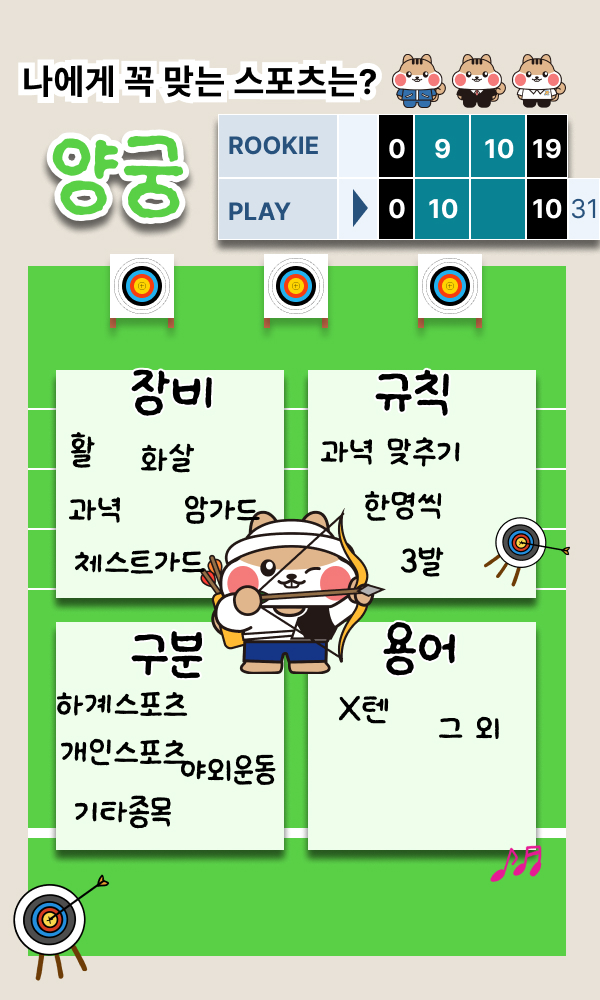 나에게 꼭 맞는 스포츠는?
양궁
ROOKIE 0 9 10 19
PLAY 0 10 10 31
장비
활 화살
과녁 암가드
체스트가드
규칙
과녁 맞추기
한명씩
3발
구분
하계스포츠
개인스포츠
야외운동
기타종목
용어
X텐
그 외